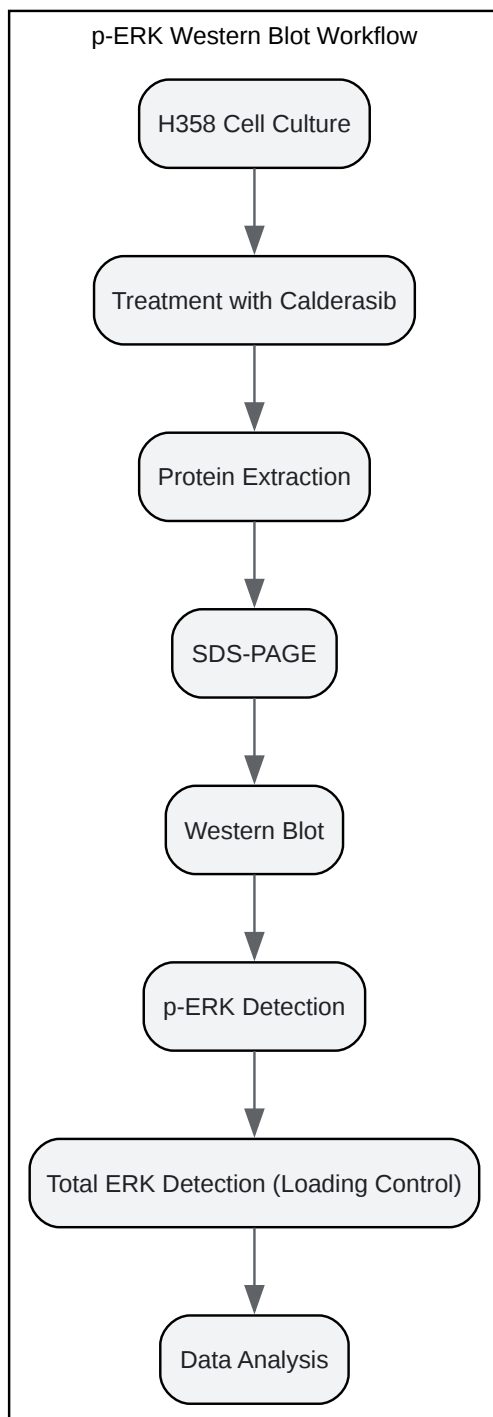 p-ERK Western Blot Workflow
H358 Cell Culture
Treatment with Calderasib
Protein Extraction
SDS-PAGE
Western Blot
p-ERK Detection
Total ERK Detection (Loading Control)
Data Analysis